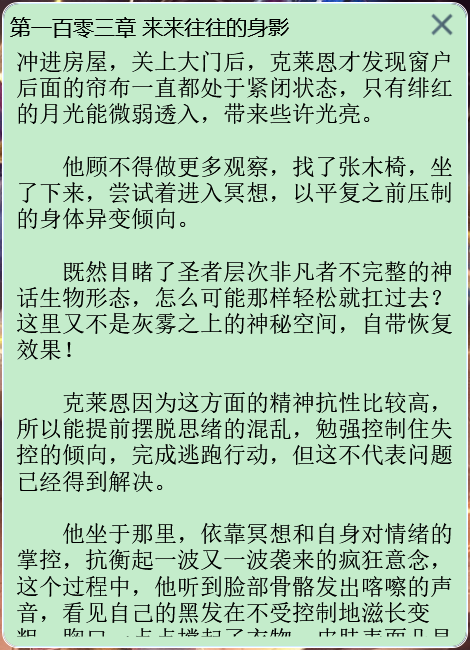 第一百零三章 来来往往的身影
冲进房屋，关上大门后，克莱恩才发现窗户
后面的帘布一直都处于紧闭状态，只有绯红
的月光能微弱透入，带来些许光亮。
他顾不得做更多观察，找了张木椅，坐
了下来，尝试着进入冥想，以平复之前压制
的身体异变倾向。
既然目睹了圣者层次非凡者不完整的神
话生物形态，怎么可能那样轻松就扛过去？
这里又不是灰雾之上的神秘空间，自带恢复
效果！
克莱恩因为这方面的精神抗性比较高，
所以能提前摆脱思绪的混乱，勉强控制住失
控的倾向，完成逃跑行动，但这不代表问题
已经得到解决。
他坐于那里，依靠冥想和自身对情绪的
掌控，抗衡起一波又一波袭来的疯狂意念，
这个过程中，他听到脸部骨骼发出喀嚓的声
音，看见自己的黑发在不受控制地滋长变